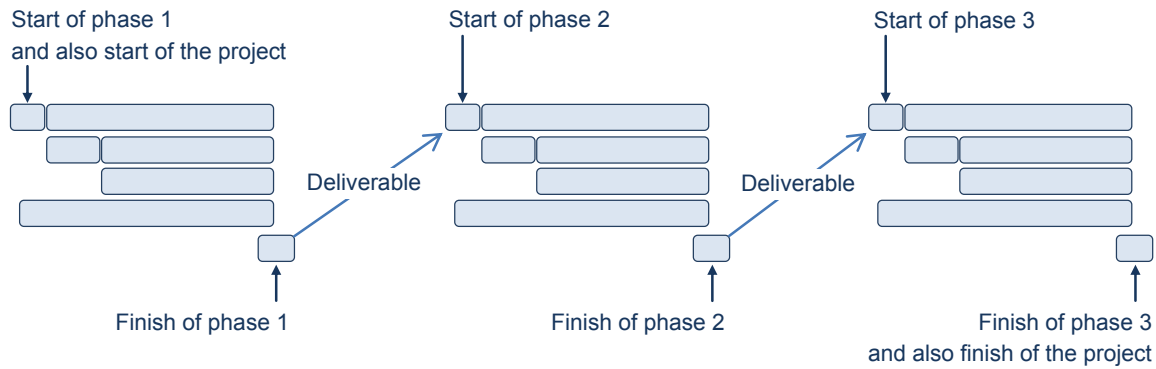 Start of phase 1
and also start of the project
Start of phase 2
Start of phase 3
Deliverable
Deliverable
Finish of phase 1
Finish of phase 2
Finish of phase 3
and also finish of the project